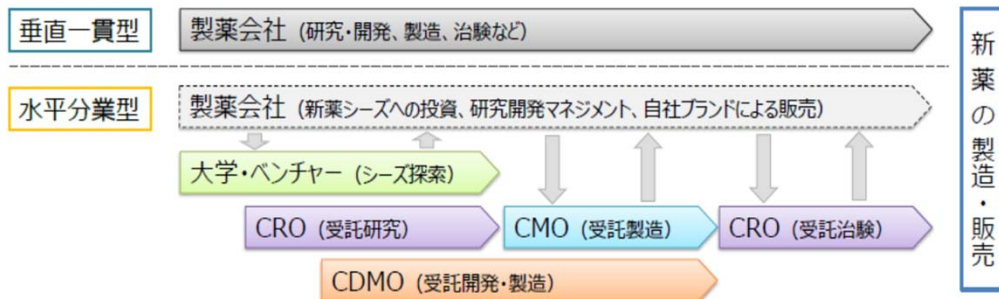 垂直一貫型
製薬会社 (研究・開発、製造、治験など)
水平分業型
製薬会社 (新薬シーズへの投資、研究開発マネジメント、自社ブランドによる販売)
大学・ベンチャー (シーズ探索)
CRO (受託研究)
CMO (受託製造)
CRO (受託治験)
CDMO (受託開発・製造)
新薬の製造・販売